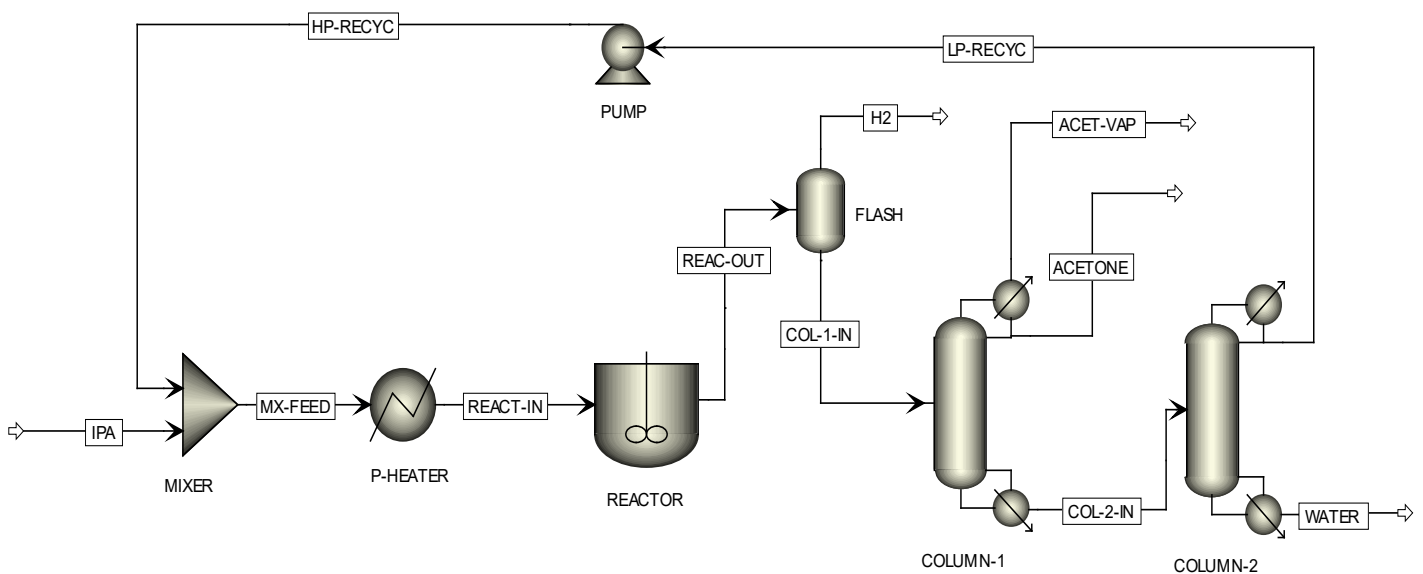 HP-RECYC
LP-RECYC
PUMP
H2
ACET-VAP
FLASH
REAC-OUT
ACETONE
COL-1-IN
MX-FEED
REACT-IN
IPA
P-HEATER
MIXER
REACTOR
COL-2-IN
WATER
COLUMN-1
COLUMN-2